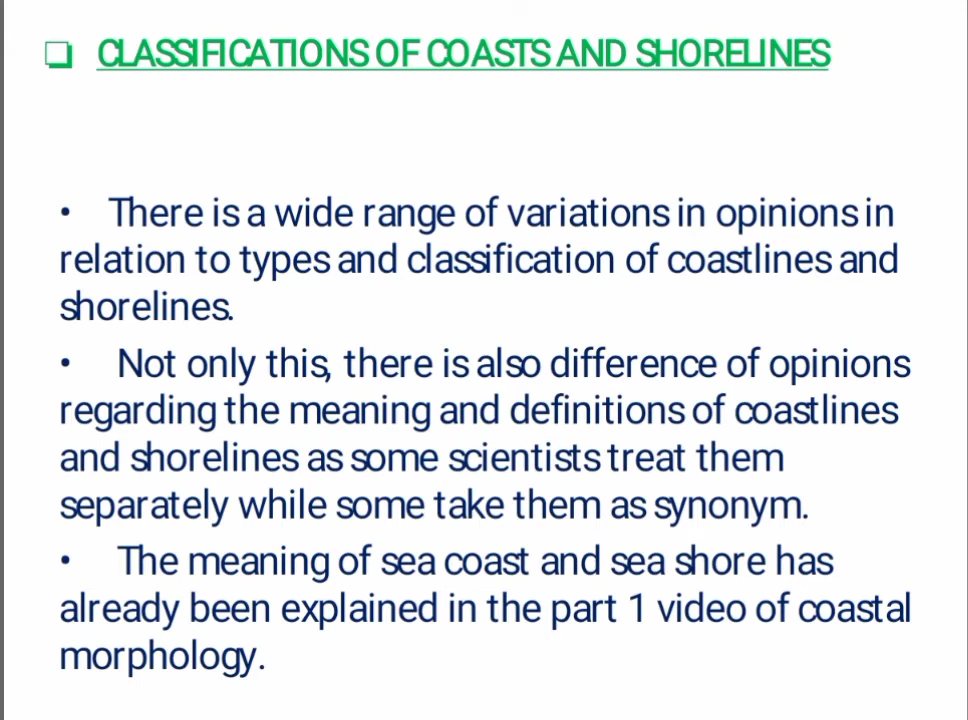 ❏ CLASSIFICATIONS OF COASTS AND SHORELINES
• There is a wide range of variations in opinions in
relation to types and classification of coastlines and
shorelines.
• Not only this, there is also difference of opinions
regarding the meaning and definitions of coastlines
and shorelines as some scientists treat them
separately while some take them as synonym.
• The meaning of sea coast and sea shore has
already been explained in the part 1 video of coastal
morphology.